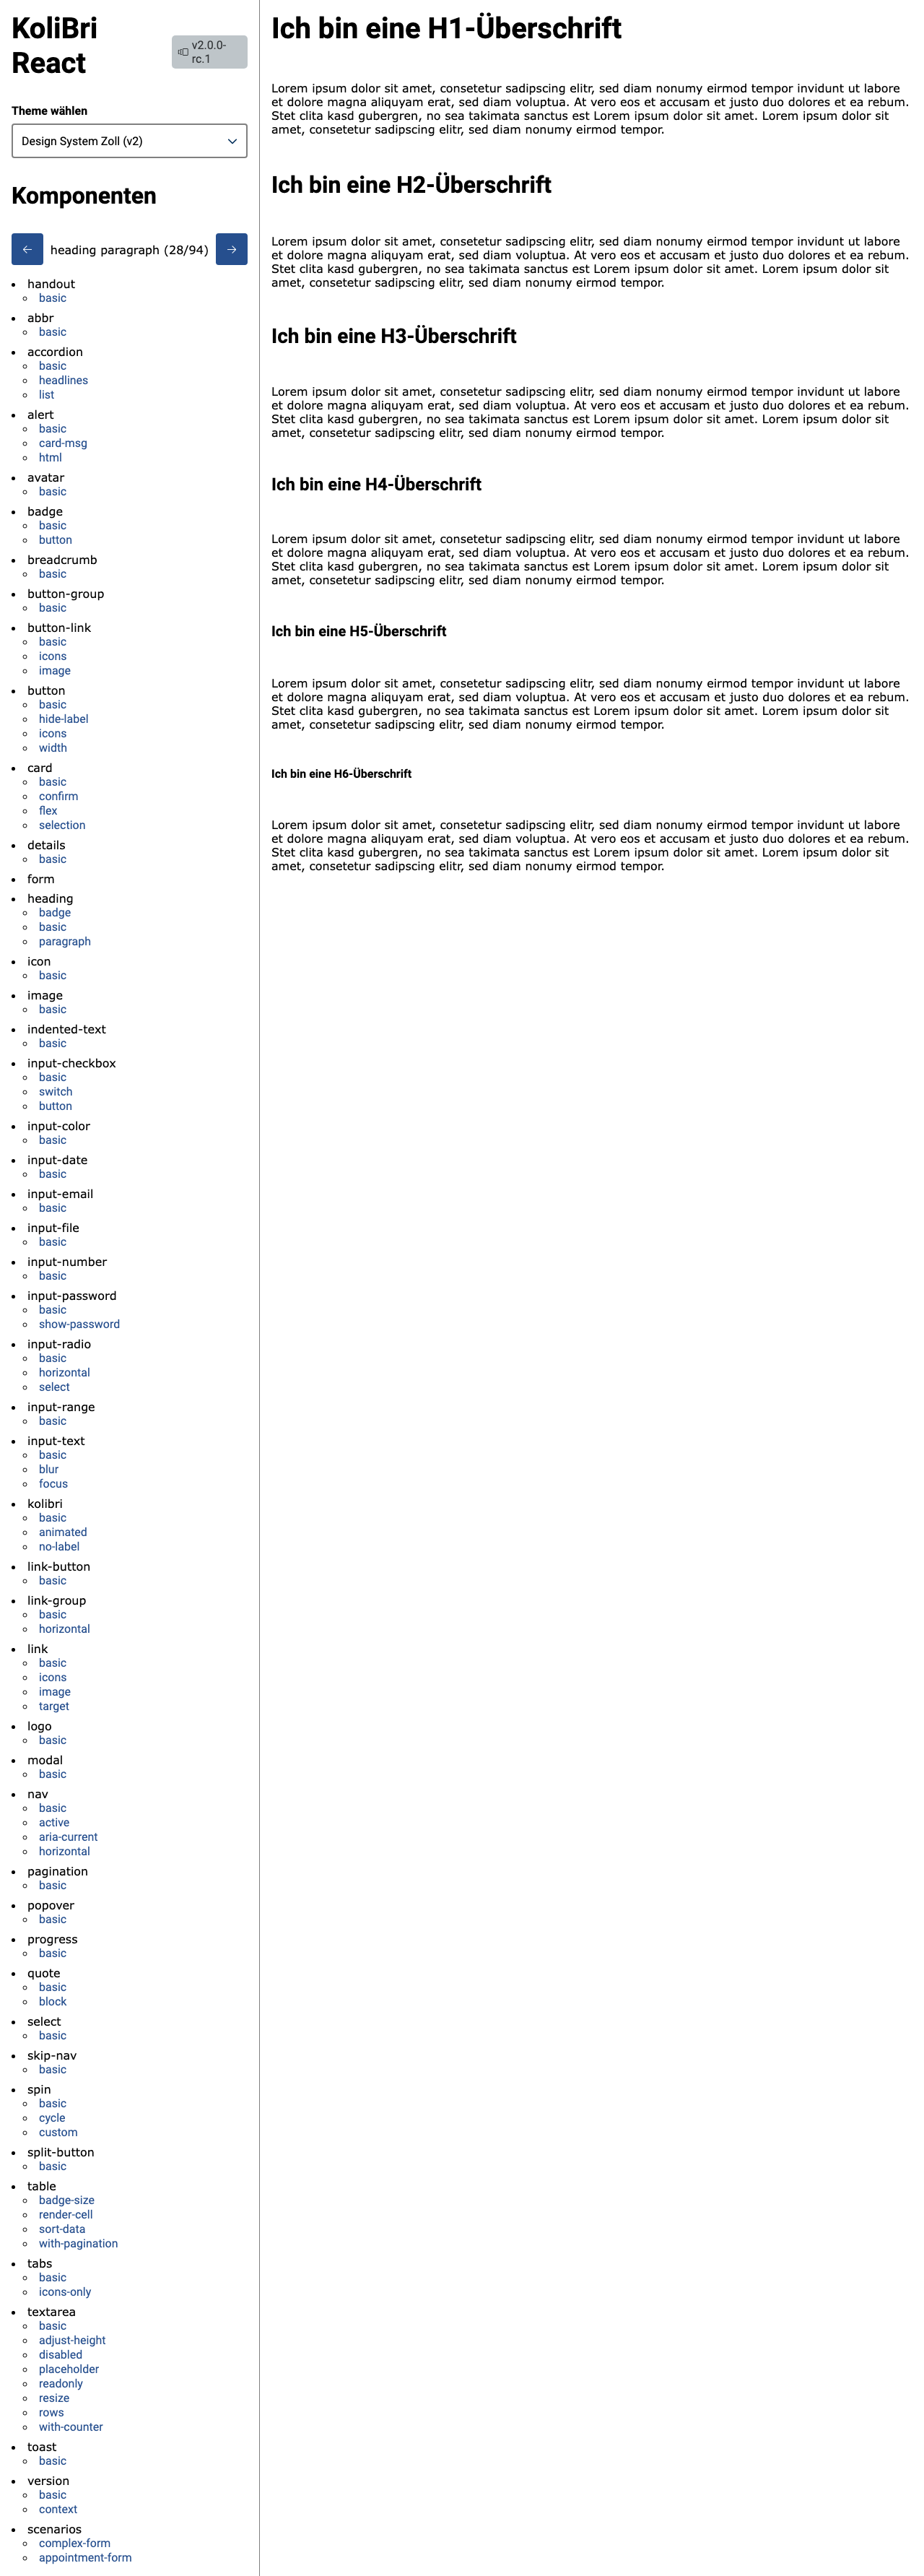 KoliBri
React
v2.0.0-
rc.1
Theme wählen
Design System Zoll (v2)
Komponenten
heading paragraph (28/94)
handout
basic
abbr
basic
accordion
basic
headlines
list
alert
basic
card-msg
html
avatar
basic
badge
basic
button
breadcrumb
basic
button-group
basic
button-link
basic
icons
image
button
basic
hide-label
icons
width
card
basic
confirm
flex
selection
details
basic
form
heading
badge
basic
paragraph
icon
basic
image
basic
indented-text
basic
input-checkbox
basic
switch
button
input-color
basic
input-date
basic
input-email
basic
input-file
basic
input-number
basic
input-password
basic
show-password
input-radio
basic
horizontal
select
input-range
basic
input-text
basic
blur
focus
kolibri
basic
animated
no-label
link-button
basic
link-group
basic
horizontal
link
basic
icons
image
target
logo
basic
modal
basic
nav
basic
active
aria-current
horizontal
pagination
basic
popover
basic
progress
basic
quote
basic
block
select
basic
skip-nav
basic
spin
basic
cycle
custom
split-button
basic
table
badge-size
render-cell
sort-data
with-pagination
tabs
basic
icons-only
textarea
basic
adjust-height
disabled
placeholder
readonly
resize
rows
with-counter
toast
basic
version
basic
context
scenarios
complex-form
appointment-form
Ich bin eine H1-Überschrift
Lorem ipsum dolor sit amet, consetetur sadipscing elitr, sed diam nonumy eirmod tempor invidunt ut labore
et dolore magna aliquyam erat, sed diam voluptua. At vero eos et accusam et justo duo dolores et ea rebum.
Stet clita kasd gubergren, no sea takimata sanctus est Lorem ipsum dolor sit amet. Lorem ipsum dolor sit
amet, consetetur sadipscing elitr, sed diam nonumy eirmod tempor.
Ich bin eine H2-Überschrift
Lorem ipsum dolor sit amet, consetetur sadipscing elitr, sed diam nonumy eirmod tempor invidunt ut labore
et dolore magna aliquyam erat, sed diam voluptua. At vero eos et accusam et justo duo dolores et ea rebum.
Stet clita kasd gubergren, no sea takimata sanctus est Lorem ipsum dolor sit amet. Lorem ipsum dolor sit
amet, consetetur sadipscing elitr, sed diam nonumy eirmod tempor.
Ich bin eine H3-Überschrift
Lorem ipsum dolor sit amet, consetetur sadipscing elitr, sed diam nonumy eirmod tempor invidunt ut labore
et dolore magna aliquyam erat, sed diam voluptua. At vero eos et accusam et justo duo dolores et ea rebum.
Stet clita kasd gubergren, no sea takimata sanctus est Lorem ipsum dolor sit amet. Lorem ipsum dolor sit
amet, consetetur sadipscing elitr, sed diam nonumy eirmod tempor.
Ich bin eine H4-Überschrift
Lorem ipsum dolor sit amet, consetetur sadipscing elitr, sed diam nonumy eirmod tempor invidunt ut labore
et dolore magna aliquyam erat, sed diam voluptua. At vero eos et accusam et justo duo dolores et ea rebum.
Stet clita kasd gubergren, no sea takimata sanctus est Lorem ipsum dolor sit amet. Lorem ipsum dolor sit
amet, consetetur sadipscing elitr, sed diam nonumy eirmod tempor.
Ich bin eine H5-Überschrift
Lorem ipsum dolor sit amet, consetetur sadipscing elitr, sed diam nonumy eirmod tempor invidunt ut labore
et dolore magna aliquyam erat, sed diam voluptua. At vero eos et accusam et justo duo dolores et ea rebum.
Stet clita kasd gubergren, no sea takimata sanctus est Lorem ipsum dolor sit amet. Lorem ipsum dolor sit
amet, consetetur sadipscing elitr, sed diam nonumy eirmod tempor.
Ich bin eine H6-Überschrift
Lorem ipsum dolor sit amet, consetetur sadipscing elitr, sed diam nonumy eirmod tempor invidunt ut labore
et dolore magna aliquyam erat, sed diam voluptua. At vero eos et accusam et justo duo dolores et ea rebum.
Stet clita kasd gubergren, no sea takimata sanctus est Lorem ipsum dolor sit amet. Lorem ipsum dolor sit
amet, consetetur sadipscing elitr, sed diam nonumy eirmod tempor.